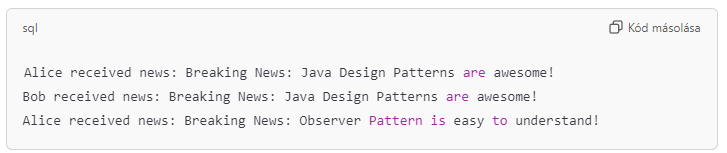 sql
Kód másolása
Alice received news: Breaking News: Java Design Patterns are awesome!
Bob received news: Breaking News: Java Design Patterns are awesome!
Alice received news: Breaking News: Observer Pattern is easy to understand!